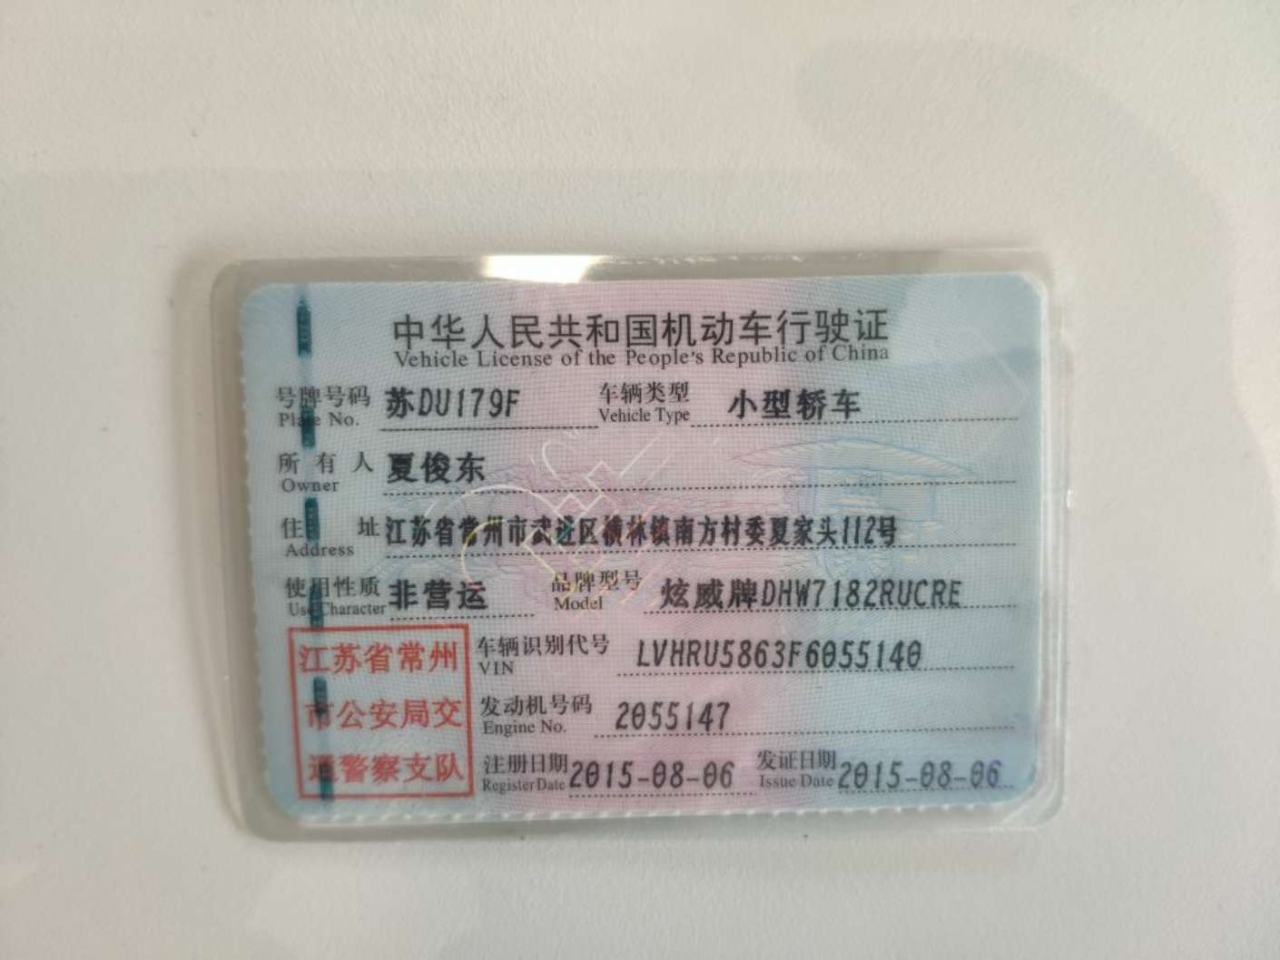 中华人民共和国机动车行驶证
Vehicle License of the People's Republic of China
号牌号码 苏DU179F 车辆类型 小型轿车
Plate No. Vehicle Type
所有人 夏俊东
Owner
住址 江苏省常州市武进区横林镇南方村委夏家头112号
Address
使用性质 非营运 品牌型号 炫威牌DHW7182RUCRE
Use Character Model
江苏省常州
市公安局交
通警察支队
车辆识别代号 LVHRU5863F6055140
VIN
发动机号码 2055147
Engine No.
注册日期 2015-08-06 发证日期 2015-08-06
Register Date Issue Date